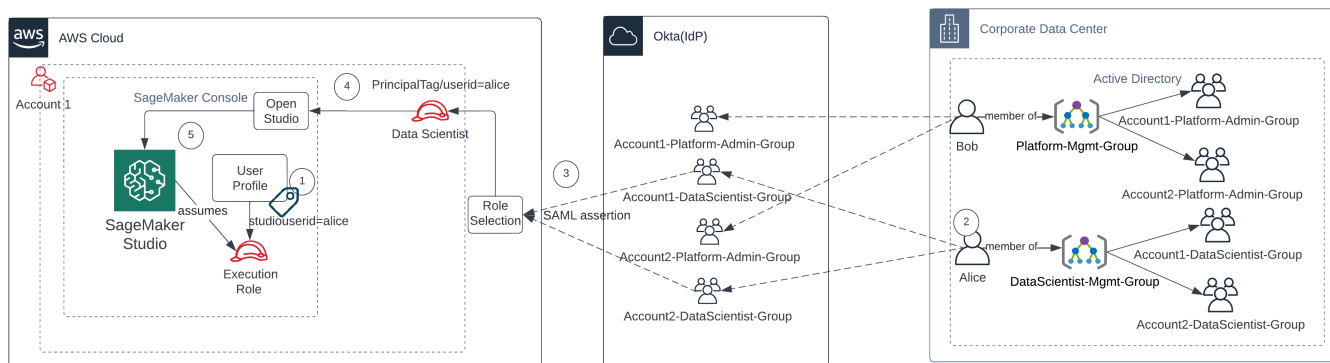 aws
AWS Cloud
Account 1
SageMaker Console
Open
Studio
4
PrincipalTag/userid=alice
Data Scientist
5
User
Profile
1
SageMaker
Studio
assumes
studiouserid=alice
Execution
Role
Role
Selection
3
SAML assertion
Okta(IdP)
Account1-Platform-Admin-Group
Account1-DataScientist-Group
Account2-Platform-Admin-Group
Account2-DataScientist-Group
Corporate Data Center
Active Directory
Bob
member of
Platform-Mgmt-Group
Account1-Platform-Admin-Group
Account2-Platform-Admin-Group
2
Alice
member of
DataScientist-Mgmt-Group
Account1-DataScientist-Group
Account2-DataScientist-Group